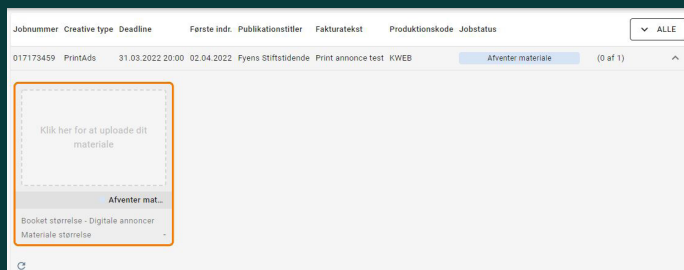 Jobnummer Creative type Deadline Første indr. Publikationstitler Fakturatekst Produktionskode Jobstatus ALLE
017173459 PrintAds 31.03.2022 20:00 02.04.2022 Fyens Stiftstidende Print annonce test KWEB Afventer materiale (0 af 1)
Klik her for at uploade dit
materiale
Afventer mat...
Booket størrelse - Digitale annoncer
Materiale størrelse -